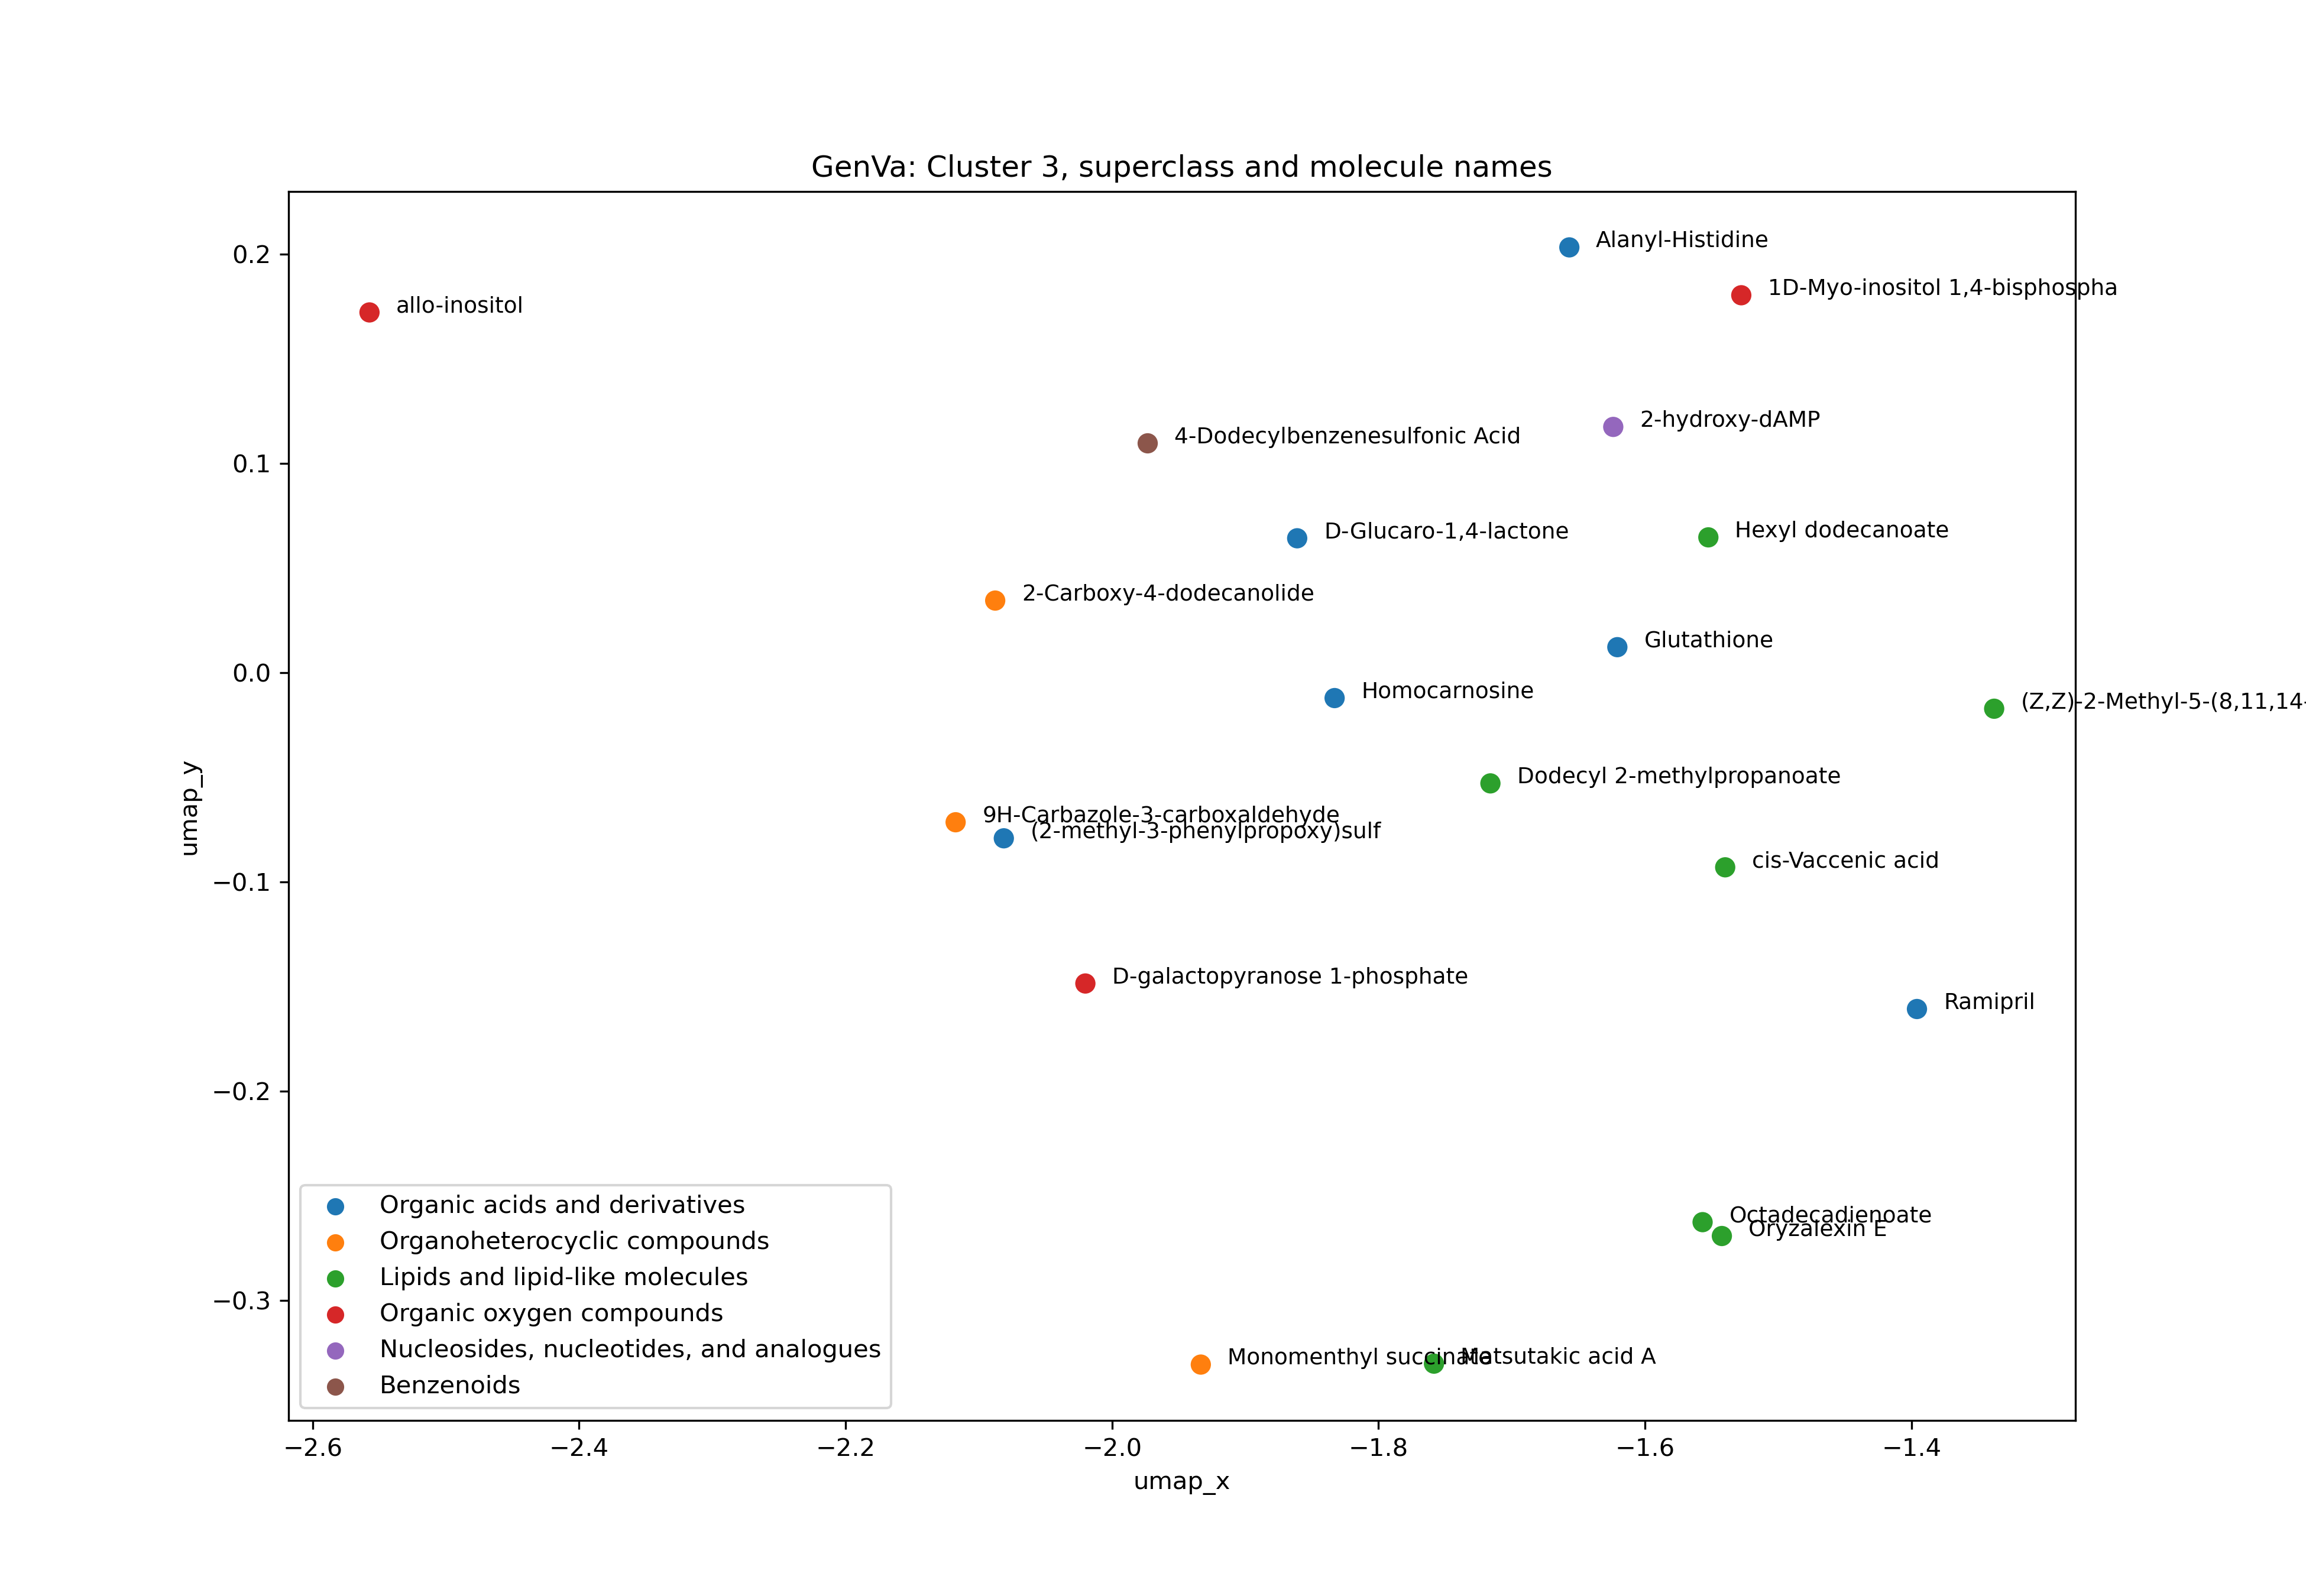 GenVa: Cluster 3, superclass and molecule names
0.2
0.1
0.0
−0.1
−0.2
−0.3
umap_y
Alanyl-Histidine
1D-Myo-inositol 1,4-bisphospha
allo-inositol
2-hydroxy-dAMP
4-Dodecylbenzenesulfonic Acid
D-Glucaro-1,4-lactone
Hexyl dodecanoate
2-Carboxy-4-dodecanolide
Glutathione
Homocarnosine
(Z,Z)-2-Methyl-5-(8,11,14-
Dodecyl 2-methylpropanoate
9H-Carbazole-3-carboxaldehyde
(2-methyl-3-phenylpropoxy)sulf
cis-Vaccenic acid
D-galactopyranose 1-phosphate
Ramipril
Octadecadienoate
Oryzalexin E
Monomenthyl succinate
Matsutakic acid A
Organic acids and derivatives
Organoheterocyclic compounds
Lipids and lipid-like molecules
Organic oxygen compounds
Nucleosides, nucleotides, and analogues
Benzenoids
−2.6
−2.4
−2.2
−2.0
−1.8
−1.6
−1.4
umap_x